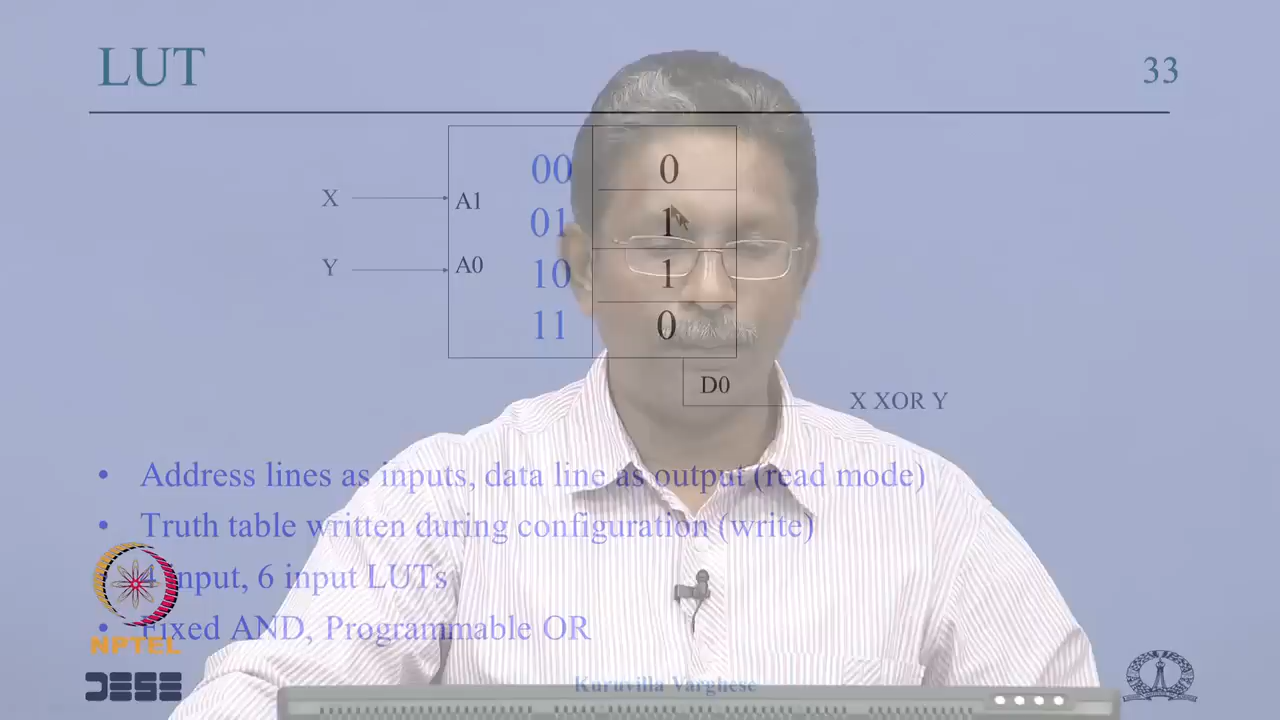 LUT
33
X
A1
00
0
01
1
Y
A0
10
1
11
0
D0
X XOR Y
• Address lines as inputs, data line as output (read mode)
• Truth table written during configuration (write)
• 4 input, 6 input LUTs
• Fixed AND, Programmable OR
NPTEL
DESE
Kuruvilla Varghese